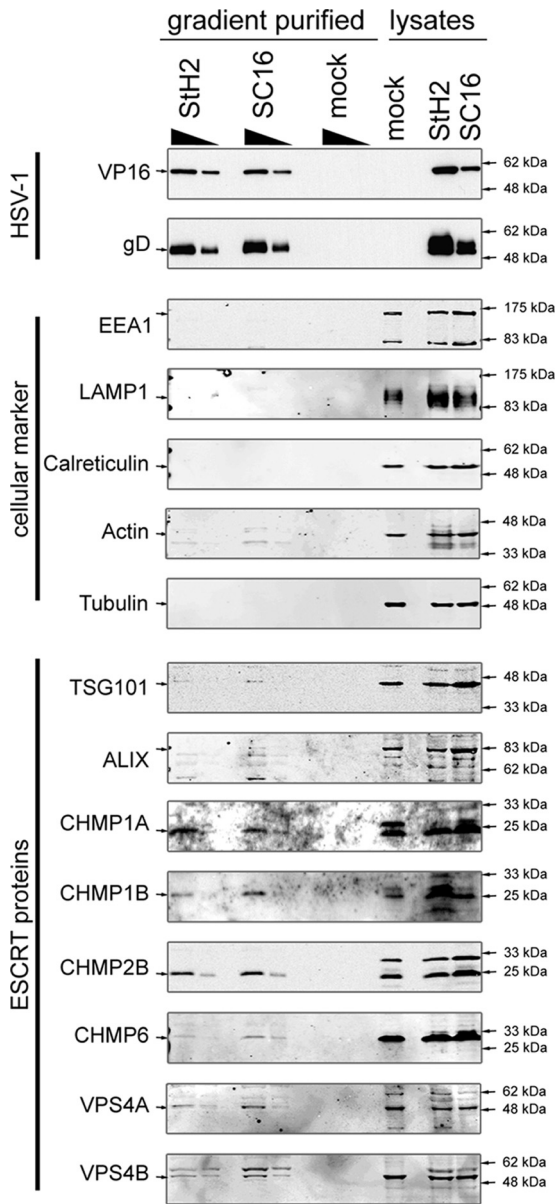 gradient purified lysates
StH2 SC16 mock mock StH2 SC16
HSV-1
VP16 62 kDa
48 kDa
gD 62 kDa
48 kDa
cellular marker
EEA1 175 kDa
83 kDa
LAMP1 175 kDa
83 kDa
Calreticulin 62 kDa
48 kDa
Actin 48 kDa
33 kDa
Tubulin 62 kDa
48 kDa
ESCRT proteins
TSG101 48 kDa
33 kDa
ALIX 83 kDa
62 kDa
CHMP1A 33 kDa
25 kDa
CHMP1B 33 kDa
25 kDa
CHMP2B 33 kDa
25 kDa
CHMP6 33 kDa
25 kDa
VPS4A 62 kDa
48 kDa
VPS4B 62 kDa
48 kDa